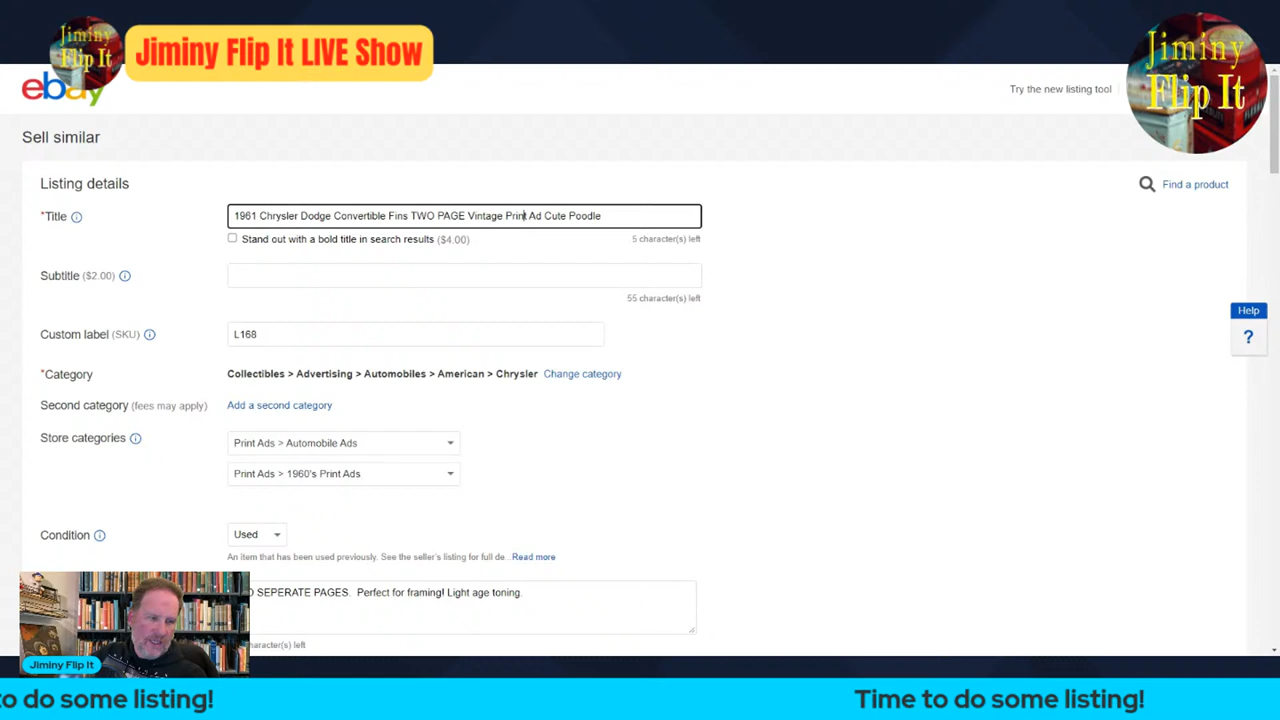 Jiminy
Flip It
Jiminy Flip It LIVE Show
Jiminy
Flip It
ebay
Try the new listing tool
Sell similar
Listing details
Find a product
*Title
1961 Chrysler Dodge Convertible Fins TWO PAGE Vintage Print Ad Cute Poodle
Stand out with a bold title in search results ($4.00)
5 character(s) left
Subtitle ($2.00)
55 character(s) left
Help
?
Custom label (SKU)
L168
*Category
Collectibles > Advertising > Automobiles > American > Chrysler Change category
Second category (fees may apply)
Add a second category
Store categories
Print Ads > Automobile Ads
Print Ads > 1960's Print Ads
Condition
Used
An item that has been used previously. See the seller's listing for full de... Read more
O SEPERATE PAGES. Perfect for framing! Light age toning.
haracter(s) left
Jiminy Flip It
to do some listing!
Time to do some listing!